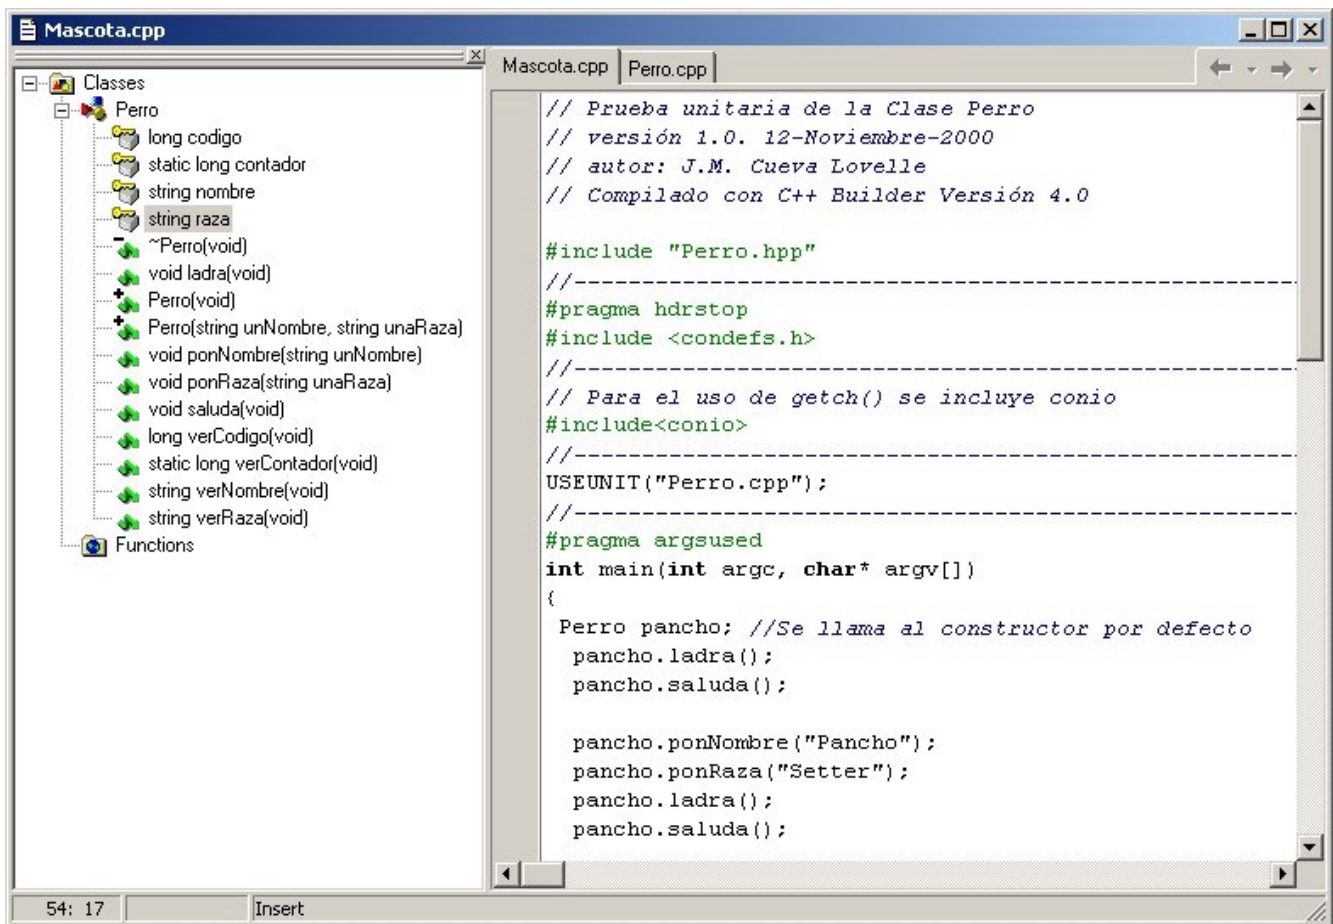 Mascota.cpp
Classes
Perro
long codigo
static long contador
string nombre
string raza
~Perro(void)
void ladra(void)
Perro(void)
Perro(string unNombre, string unaRaza)
void ponNombre(string unNombre)
void ponRaza(string unaRaza)
void saluda(void)
long verCodigo(void)
static long verContador(void)
string verNombre(void)
string verRaza(void)
Functions
Mascota.cpp Perro.cpp
// Prueba unitaria de la Clase Perro
// versión 1.0. 12-Noviembre-2000
// autor: J.M. Cueva Lovelle
// Compilado con C++ Builder Versión 4.0
#include "Perro.hpp"
//---------------------------------------------------------
#pragma hdrstop
#include <condefs.h>
//---------------------------------------------------------
// Para el uso de getch() se incluye conio
#include<conio>
//---------------------------------------------------------
USEUNIT("Perro.cpp");
//---------------------------------------------------------
#pragma argsused
int main(int argc, char* argv[])
{
Perro pancho; //Se llama al constructor por defecto
pancho.ladra();
pancho.saluda();
pancho.ponNombre("Pancho");
pancho.ponRaza("Setter");
pancho.ladra();
pancho.saluda();
54: 17 Insert